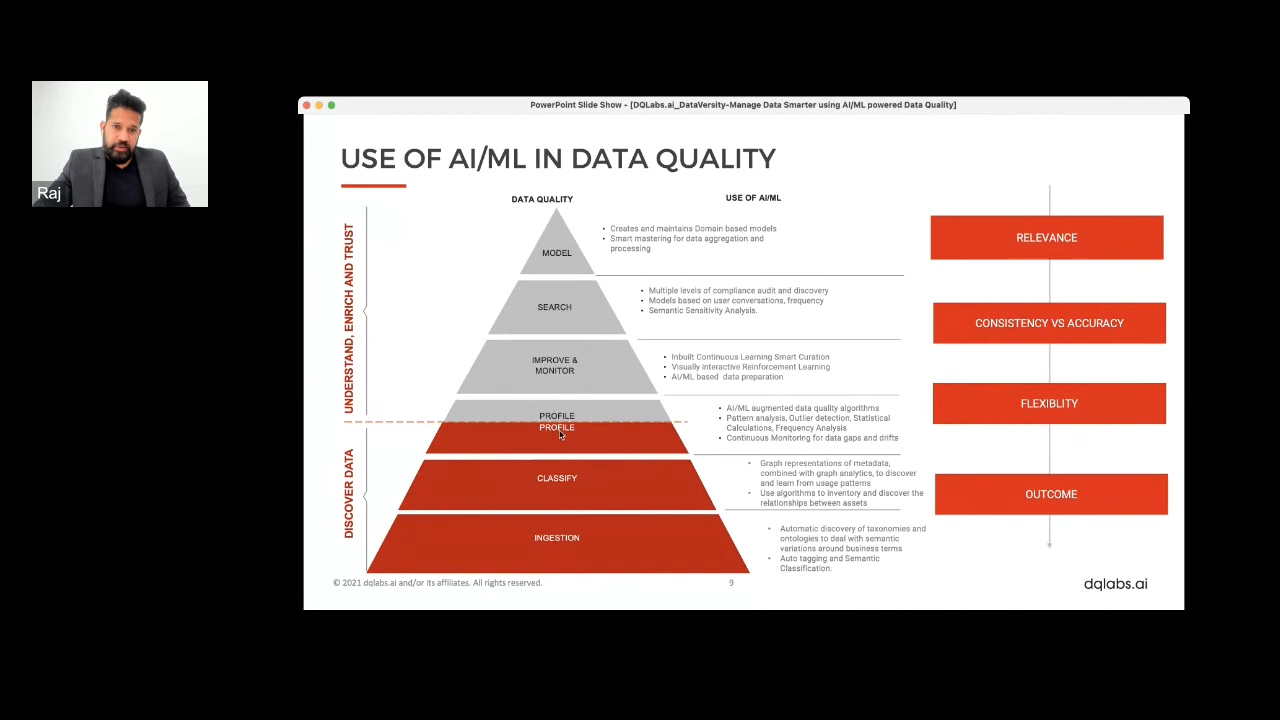 PowerPoint Slide Show - [DQLabs.ai_DataVersity-Manage Data Smarter using AI/ML powered Data Quality]
Raj
USE OF AI/ML IN DATA QUALITY
DATA QUALITY
USE OF AI/ML
UNDERSTAND, ENRICH AND TRUST
DISCOVER DATA
MODEL
• Creates and maintains Domain based models
• Smart mastering for data aggregation and
processing
SEARCH
• Multiple levels of compliance audit and discovery
• Models based on user conversations, frequency
• Semantic Sensitivity Analysis.
IMPROVE &
MONITOR
• Inbuilt Continuous Learning Smart Curation
• Visually interactive Reinforcement Learning
• AI/ML based data preparation
PROFILE
PROFILE
• AI/ML augmented data quality algorithms
• Pattern analysis, Outlier detection, Statistical
Calculations, Frequency Analysis
• Continuous Monitoring for data gaps and drifts
CLASSIFY
• Graph representations of metadata,
combined with graph analytics, to discover
and learn from usage patterns
• Use algorithms to inventory and discover the
relationships between assets
INGESTION
• Automatic discovery of taxonomies and
ontologies to deal with semantic
variations around business terms
• Auto tagging and Semantic
Classification.
RELEVANCE
CONSISTENCY VS ACCURACY
FLEXIBLITY
OUTCOME
© 2021 dqlabs.ai and/or its affiliates. All rights reserved.
9
dqlabs.ai